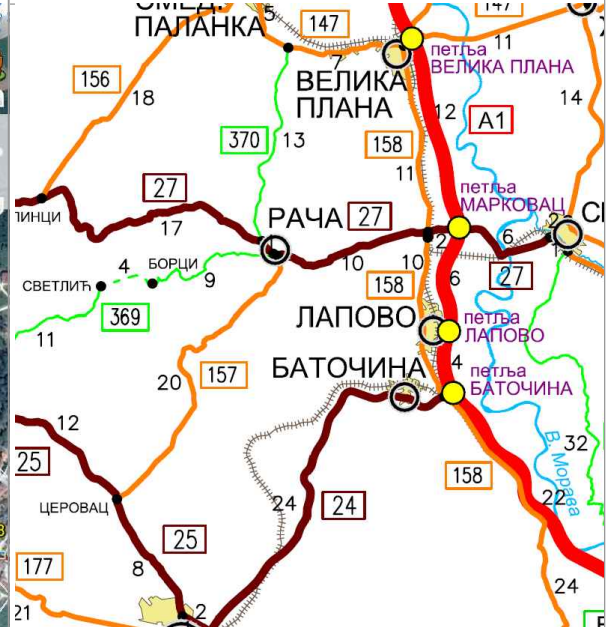 5
147
147
ПАЛАНКА
7
11
петља
ВЕЛИКА ПЛАНА
156
ВЕЛИКА
ПЛАНА
18
12
A1
14
370
13
158
11
27
петља
МАРКОВАЦ
РАЧА
27
17
2
6
10
10
27
БОРЦИ
4
СВЕТЛИЋ
9
158
6
369
ЛАПОВО
петља
ЛАПОВО
11
БАТОЧИНА
4
петља
БАТОЧИНА
157
20
12
32
25
158
В. Морава
24
24
22
ЦЕРОВАЦ
25
8
177
24
21
2